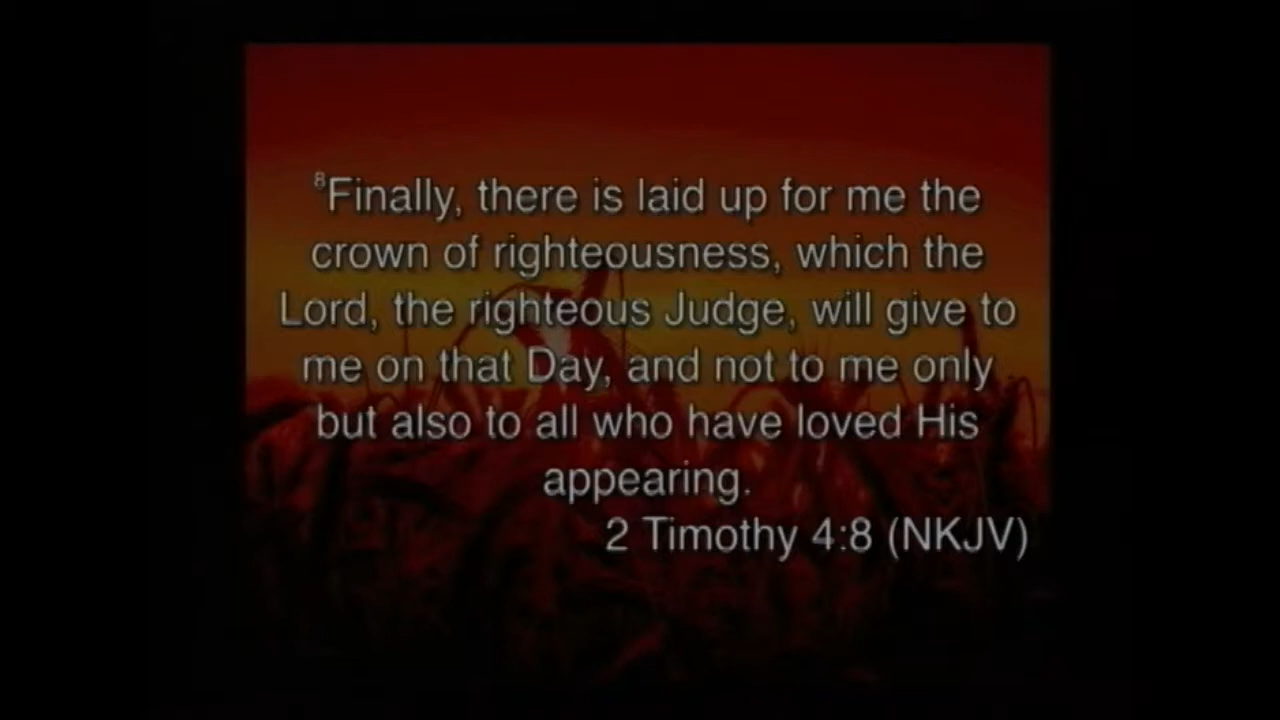 ⁸Finally, there is laid up for me the
crown of righteousness, which the
Lord, the righteous Judge, will give to
me on that Day, and not to me only
but also to all who have loved His
appearing.
2 Timothy 4:8 (NKJV)